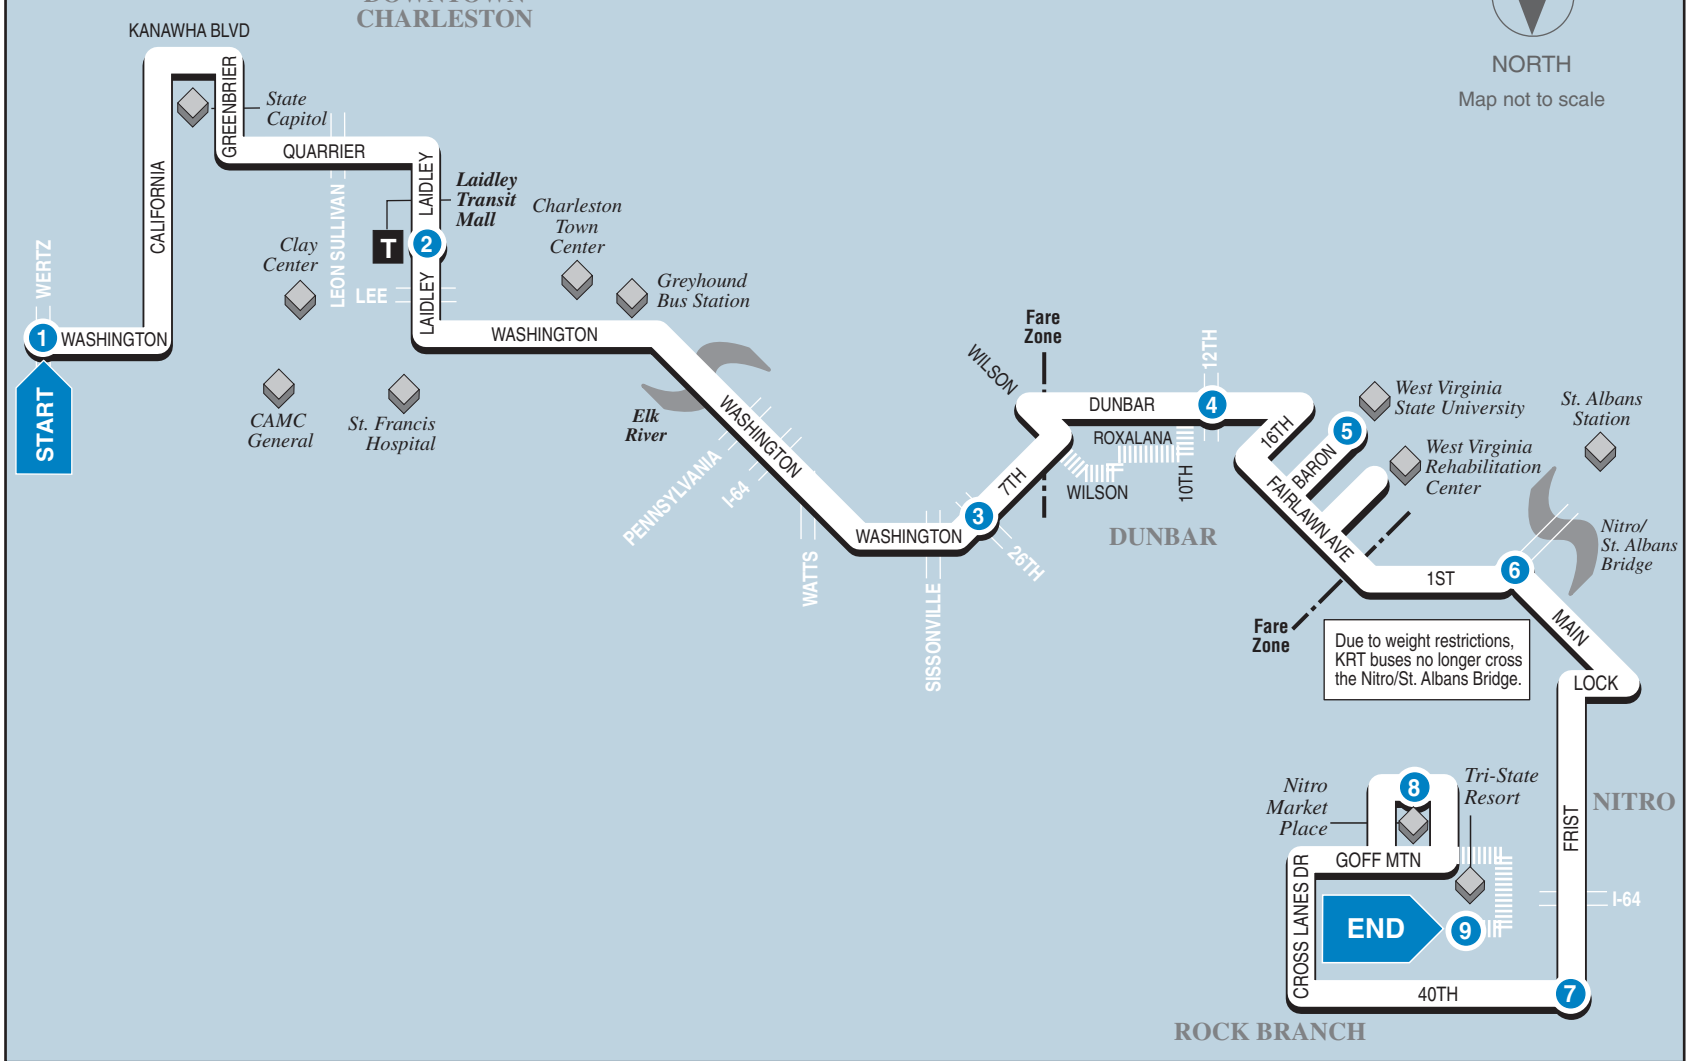 DOWNTOWN
CHARLESTON
KANAWHA BLVD
NORTH
Map not to scale
GREENBRIER
State
Capitol
QUARRIER
CALIFORNIA
LEON SULLIVAN
LAIDLEY
Laidley
Transit
Mall
T
2
LAIDLEY
LEE
Clay
Center
Charleston
Town
Center
Greyhound
Bus Station
WERTZ
1
WASHINGTON
START
CAMC
General
St. Francis
Hospital
WASHINGTON
Elk
River
WASHINGTON
PENNSYLVANIA
I-64
WATTS
WASHINGTON
SISSONVILLE
3
26TH
7TH
Fare
Zone
WILSON
DUNBAR
4
12TH
ROXALANA
WILSON
10TH
DUNBAR
16TH
BARON
5
West Virginia
State University
West Virginia
Rehabilitation
Center
St. Albans
Station
FAIRLAWN AVE
Nitro/
St. Albans
Bridge
1ST
6
MAIN
Fare
Zone
Due to weight restrictions,
KRT buses no longer cross
the Nitro/St. Albans Bridge.
LOCK
FRIST
NITRO
I-64
Nitro
Market
Place
8
Tri-State
Resort
GOFF MTN
CROSS LANES DR
END
9
40TH
7
ROCK BRANCH